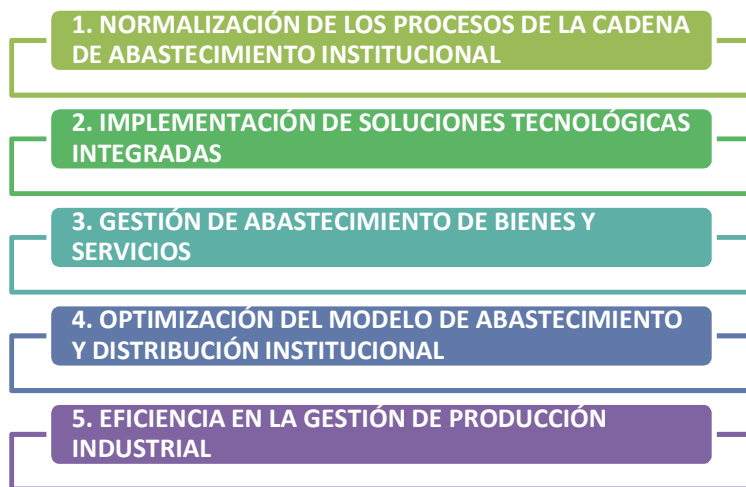 1. NORMALIZACIÓN DE LOS PROCESOS DE LA CADENA
DE ABASTECIMIENTO INSTITUCIONAL
2. IMPLEMENTACIÓN DE SOLUCIONES TECNOLÓGICAS
INTEGRADAS
3. GESTIÓN DE ABASTECIMIENTO DE BIENES Y
SERVICIOS
4. OPTIMIZACIÓN DEL MODELO DE ABASTECIMIENTO
Y DISTRIBUCIÓN INSTITUCIONAL
5. EFICIENCIA EN LA GESTIÓN DE PRODUCCIÓN
INDUSTRIAL